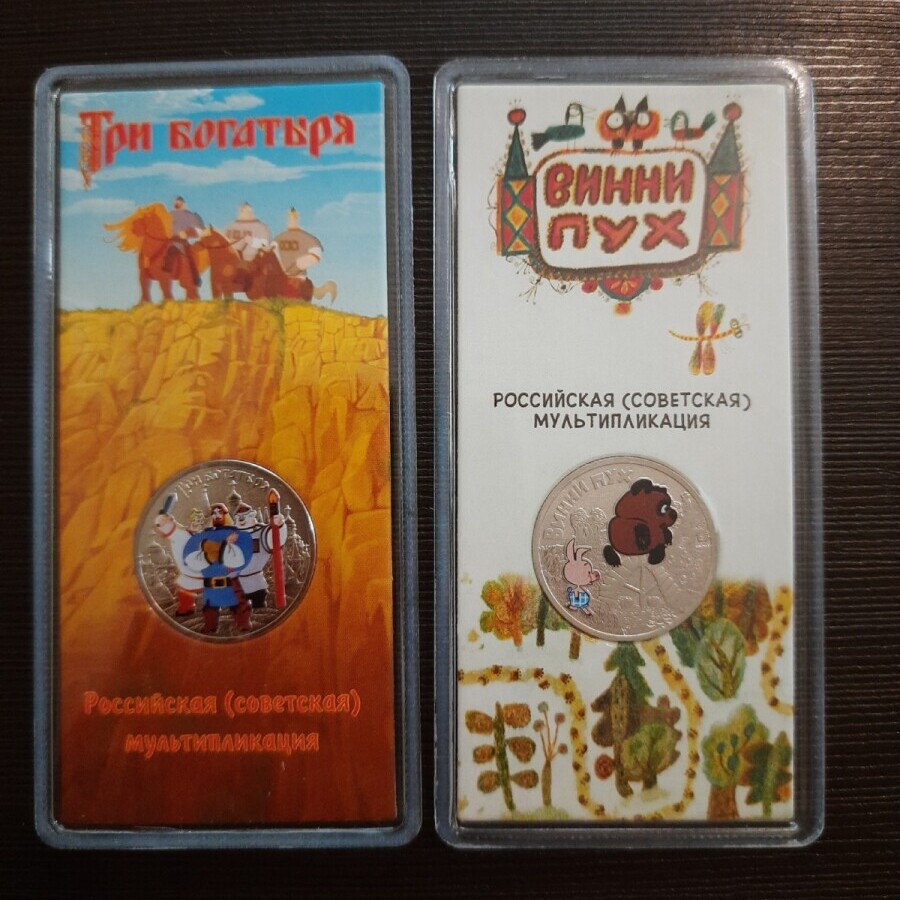 Три богатыря
Три богатыря
Российская (советская)
мультипликация
ВИННИ
ПУХ
РОССИЙСКАЯ (СОВЕТСКАЯ)
МУЛЬТИПЛИКАЦИЯ
ВИННИ ПУХ